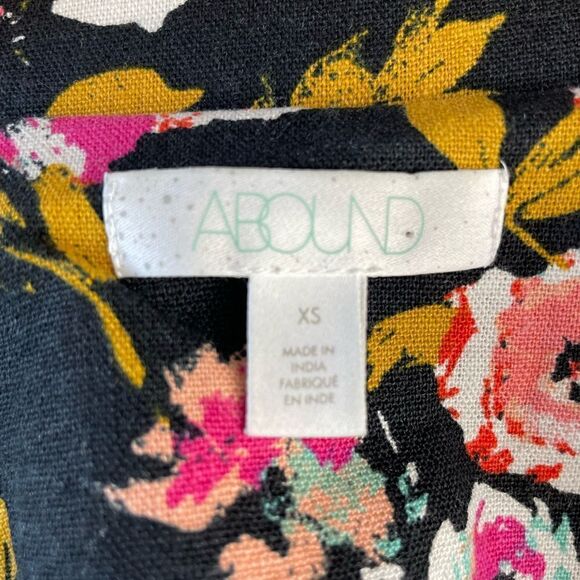 ABOUND
XS
MADE IN
INDIA
FABRIQUÉ
EN INDE